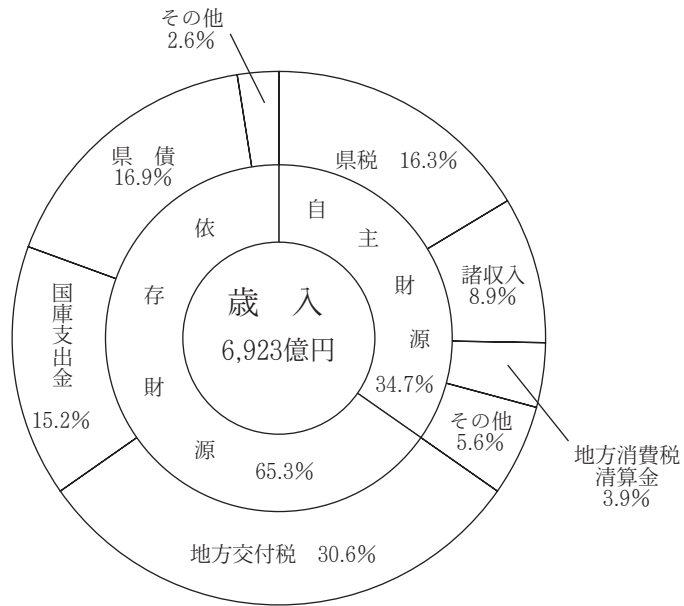 その他
2.6%
県　債
16.9%
県税　16.3%
依存財源
65.3%
自主財源
34.7%
歳　入
6,923億円
諸収入
8.9%
国庫支出金
15.2%
その他
5.6%
地方消費税
清算金
3.9%
地方交付税　30.6%